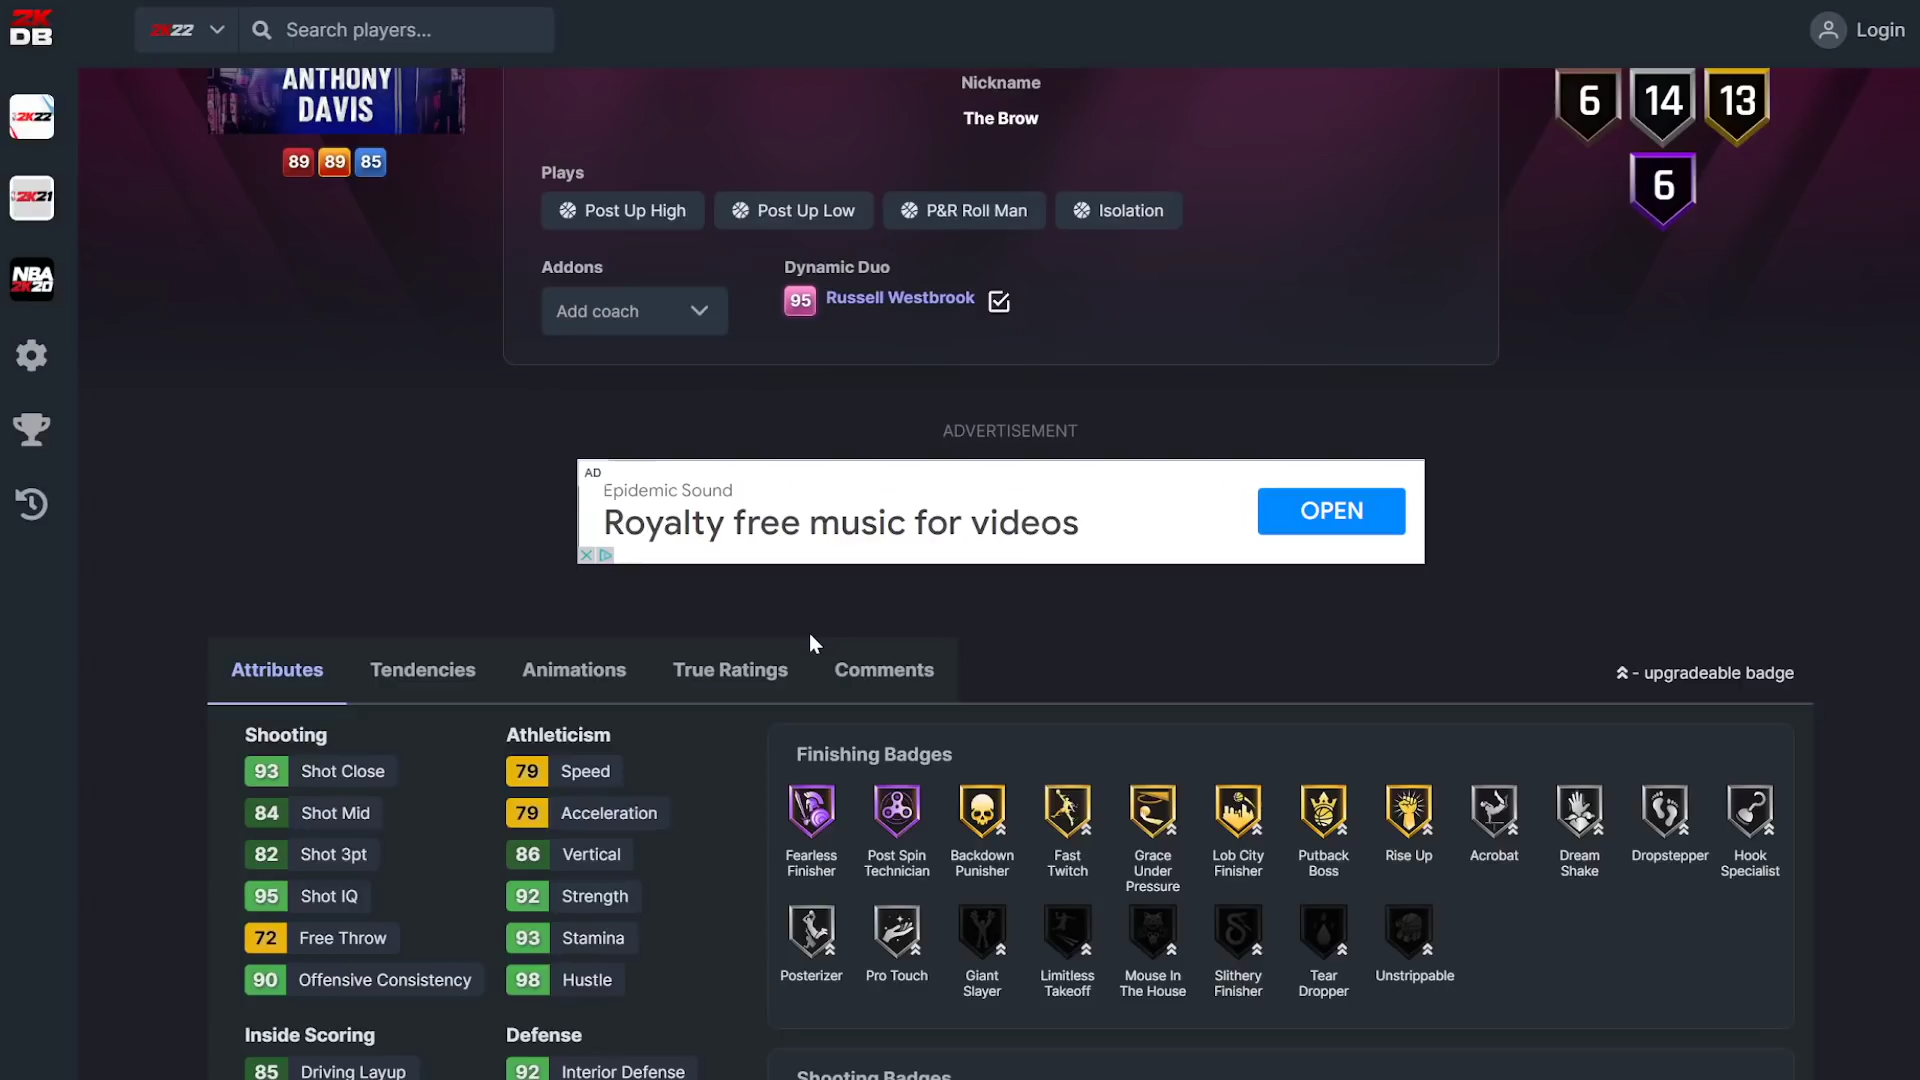 2K
DB
2K22
Search players...
Login
2K22
2K21
NBA
2K20
ANTHONY
DAVIS
89 89 85
Nickname
The Brow
6 14 13
6
Plays
Post Up High
Post Up Low
P&R Roll Man
Isolation
Addons
Dynamic Duo
Add coach
95 Russell Westbrook
ADVERTISEMENT
AD
Epidemic Sound
Royalty free music for videos
OPEN
Attributes
Tendencies
Animations
True Ratings
Comments
- upgradeable badge
Shooting
93 Shot Close
84 Shot Mid
82 Shot 3pt
95 Shot IQ
72 Free Throw
90 Offensive Consistency
Inside Scoring
85 Driving Layup
Athleticism
79 Speed
79 Acceleration
86 Vertical
92 Strength
93 Stamina
98 Hustle
Defense
92 Interior Defense
Finishing Badges
Fearless
Finisher
Post Spin
Technician
Backdown
Punisher
Fast
Twitch
Grace
Under
Pressure
Lob City
Finisher
Putback
Boss
Rise Up
Acrobat
Dream
Shake
Dropstepper
Hook
Specialist
Posterizer
Pro Touch
Giant
Slayer
Limitless
Takeoff
Mouse In
The House
Slithery
Finisher
Tear
Dropper
Unstrippable
Shooting Badges